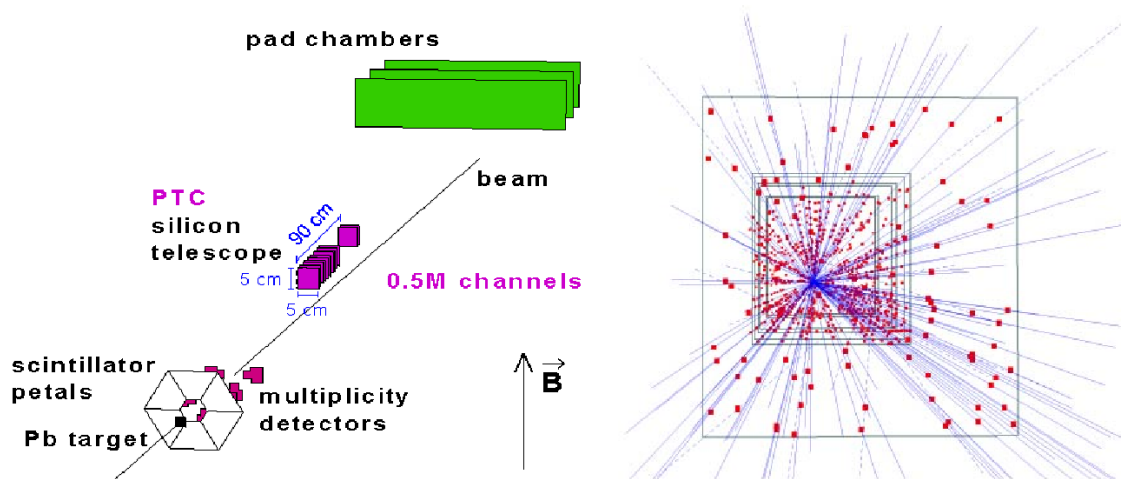 pad chambers
beam
PTC
silicon
telescope
90 cm
5 cm
5 cm
0.5M channels
scintillator
petals
Pb target
multiplicity
detectors
B